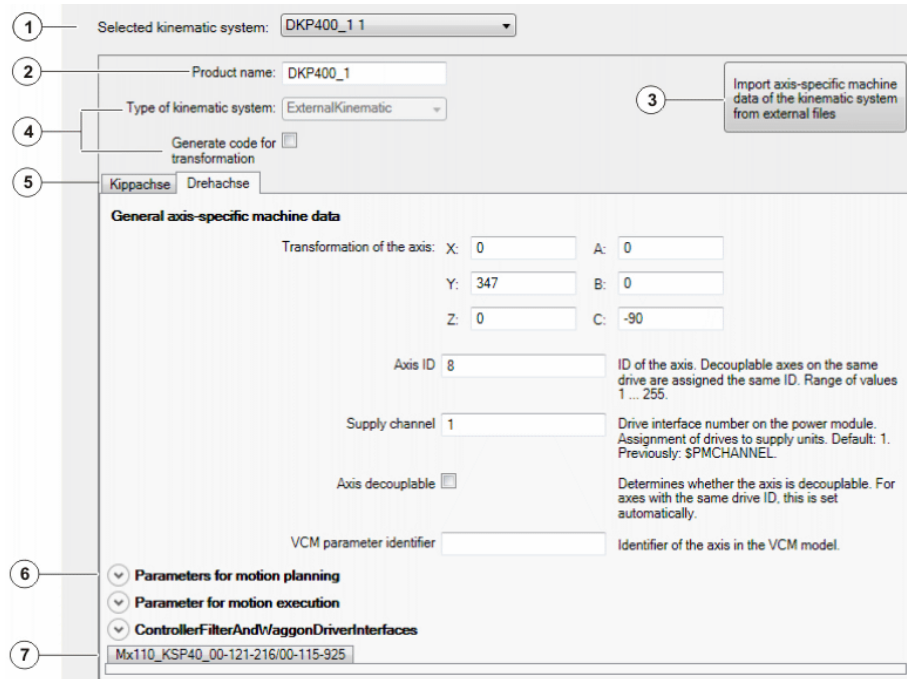 1 Selected kinematic system: DKP400_1 1
2 Product name: DKP400_1
3 Import axis-specific machine
data of the kinematic system
from external files
4 Type of kinematic system: ExternalKinematic
Generate code for
transformation
5 Kippachse Drehachse
General axis-specific machine data
Transformation of the axis: X: 0 A: 0
Y: 347 B: 0
Z: 0 C: -90
Axis ID 8 ID of the axis. Decouplable axes on the same
drive are assigned the same ID. Range of values
1 ... 255.
Supply channel 1 Drive interface number on the power module.
Assignment of drives to supply units. Default: 1.
Previously: $PMCHANNEL.
Axis decouplable Determines whether the axis is decouplable. For
axes with the same drive ID, this is set
automatically.
VCM parameter identifier Identifier of the axis in the VCM model.
6 Parameters for motion planning
Parameter for motion execution
ControllerFilterAndWaggonDriverInterfaces
7 Mx110_KSP40_00-121-216/00-115-925